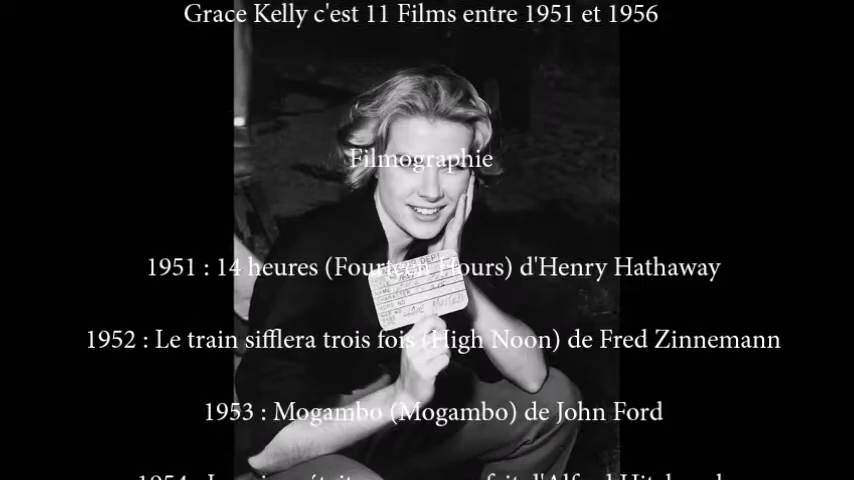 Grace Kelly c'est 11 Films entre 1951 et 1956
Filmographie
1951 : 14 heures (Fourteen Hours) d'Henry Hathaway
1952 : Le train sifflera trois fois (High Noon) de Fred Zinnemann
1953 : Mogambo (Mogambo) de John Ford